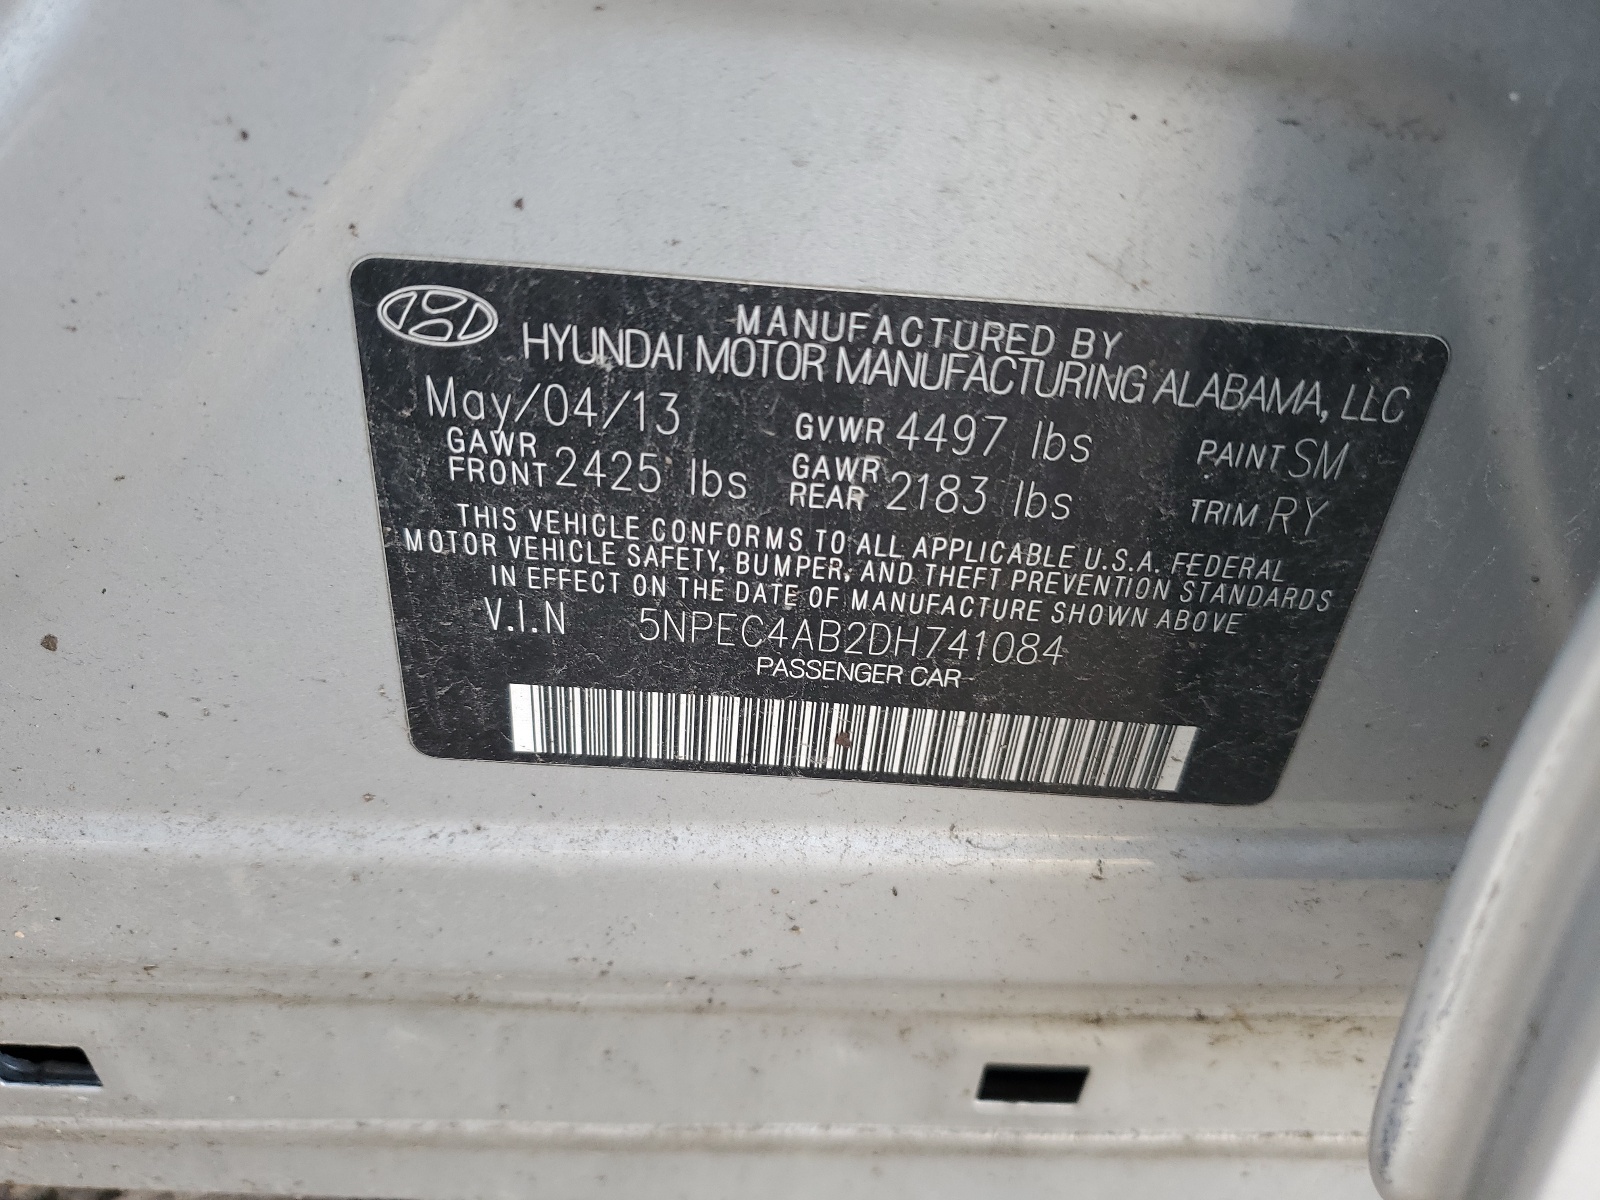 MANUFACTURED BY
HYUNDAI MOTOR MANUFACTURING ALABAMA, LLC
May/04/13 GVWR 4497 lbs PAINT SM
GAWR FRONT 2425 lbs GAWR REAR 2183 lbs TRIM RY
THIS VEHICLE CONFORMS TO ALL APPLICABLE U.S.A. FEDERAL
MOTOR VEHICLE SAFETY, BUMPER, AND THEFT PREVENTION STANDARDS
IN EFFECT ON THE DATE OF MANUFACTURE SHOWN ABOVE
V.I.N 5NPEC4AB2DH741084
PASSENGER CAR